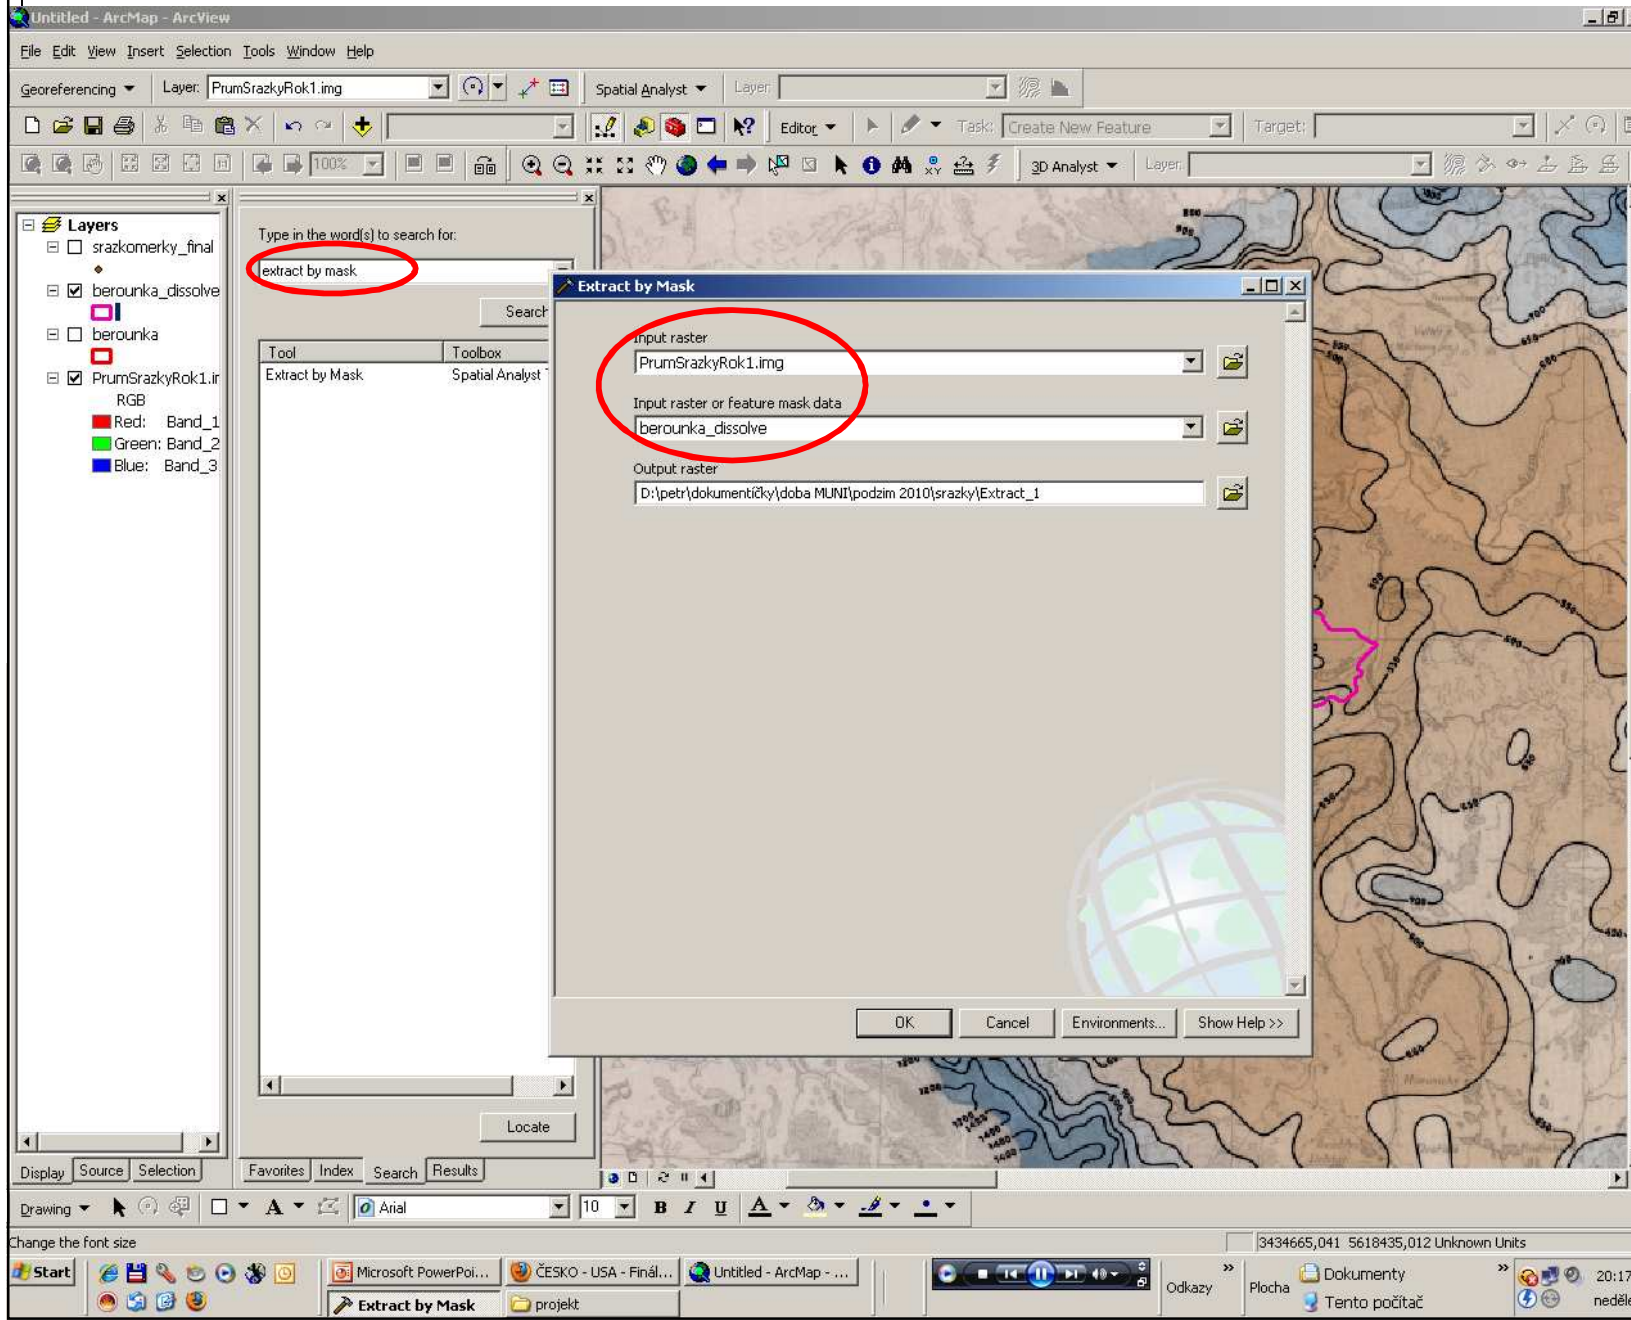 Untitled - ArcMap - ArcView
File Edit View Insert Selection Tools Window Help
Georeferencing Layer: PrumSrazkyRok1.img Spatial Analyst Layer:
Editor Task: Create New Feature Target:
100% 3D Analyst Layer:
Layers
srazkomerky_final
berounka_dissolve
berounka
PrumSrazkyRok1.ir
RGB
Red: Band_1
Green: Band_2
Blue: Band_3
Display Source Selection
Type in the word(s) to search for:
extract by mask
Search
Tool Toolbox
Extract by Mask Spatial Analyst
Locate
Favorites Index Search Results
Extract by Mask
Input raster
PrumSrazkyRok1.img
Input raster or feature mask data
berounka_dissolve
Output raster
D:\petr\dokumentíčky\doba MUNI\podzim 2010\srazky\Extract_1
OK Cancel Environments... Show Help >>
Drawing A Arial 10 B I U A
Change the font size
3434665,041 5618435,012 Unknown Units
Start Microsoft PowerPoi... ČESKO - USA - Finál... Untitled - ArcMap - ...
Extract by Mask projekt
Odkazy » Plocha Dokumenty » 20:17
Tento počítač neděle